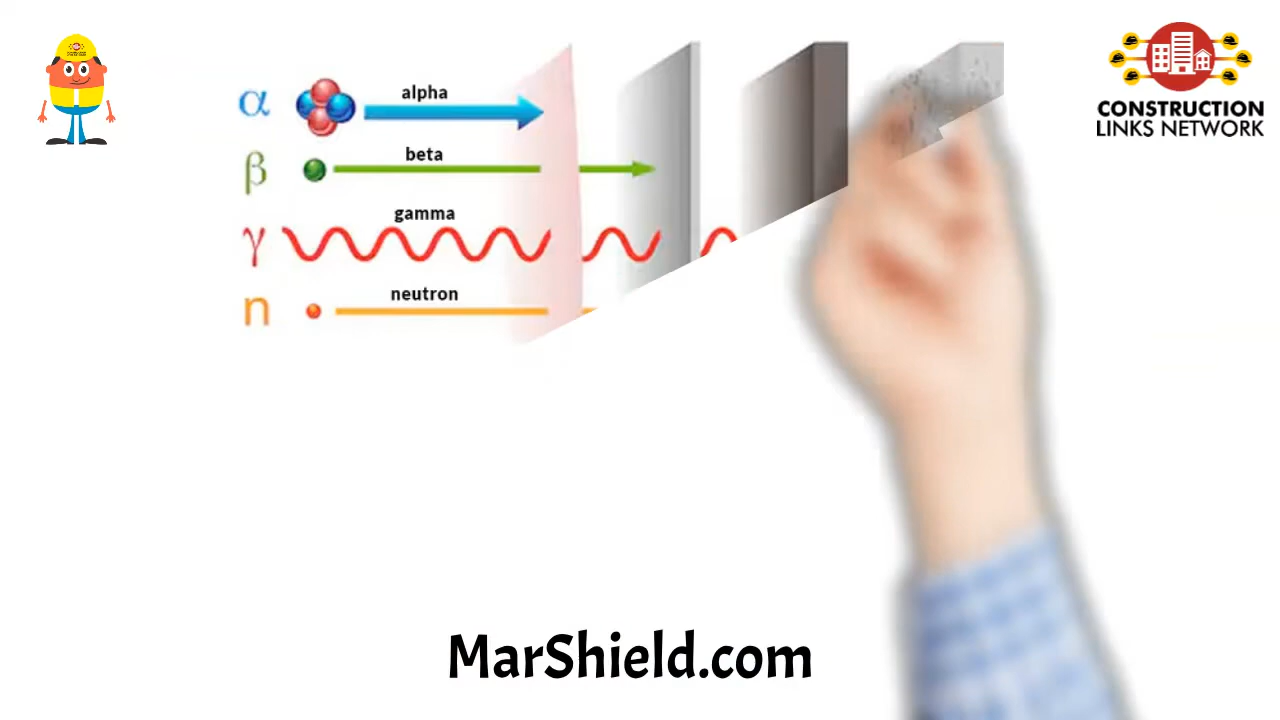 α
alpha
β
beta
γ
gamma
n
neutron
CONSTRUCTION
LINKS NETWORK
MarShield.com